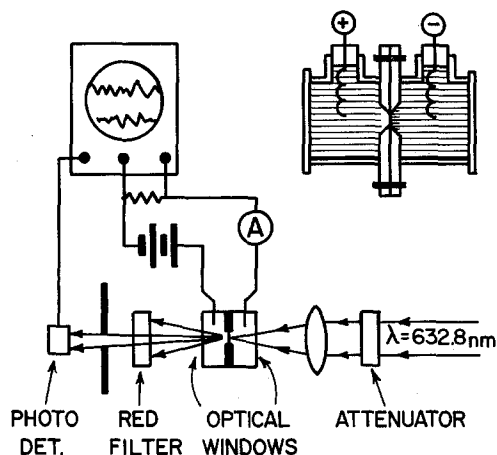 +
−
A
λ=632.8nm
PHOTO DET.
RED FILTER
OPTICAL WINDOWS
ATTENUATOR